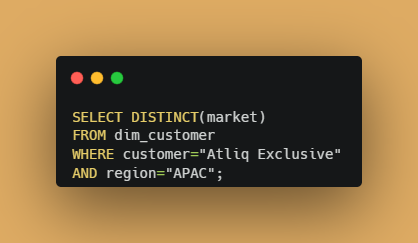 SELECT DISTINCT(market)
FROM dim_customer
WHERE customer="Atliq Exclusive"
AND region="APAC";